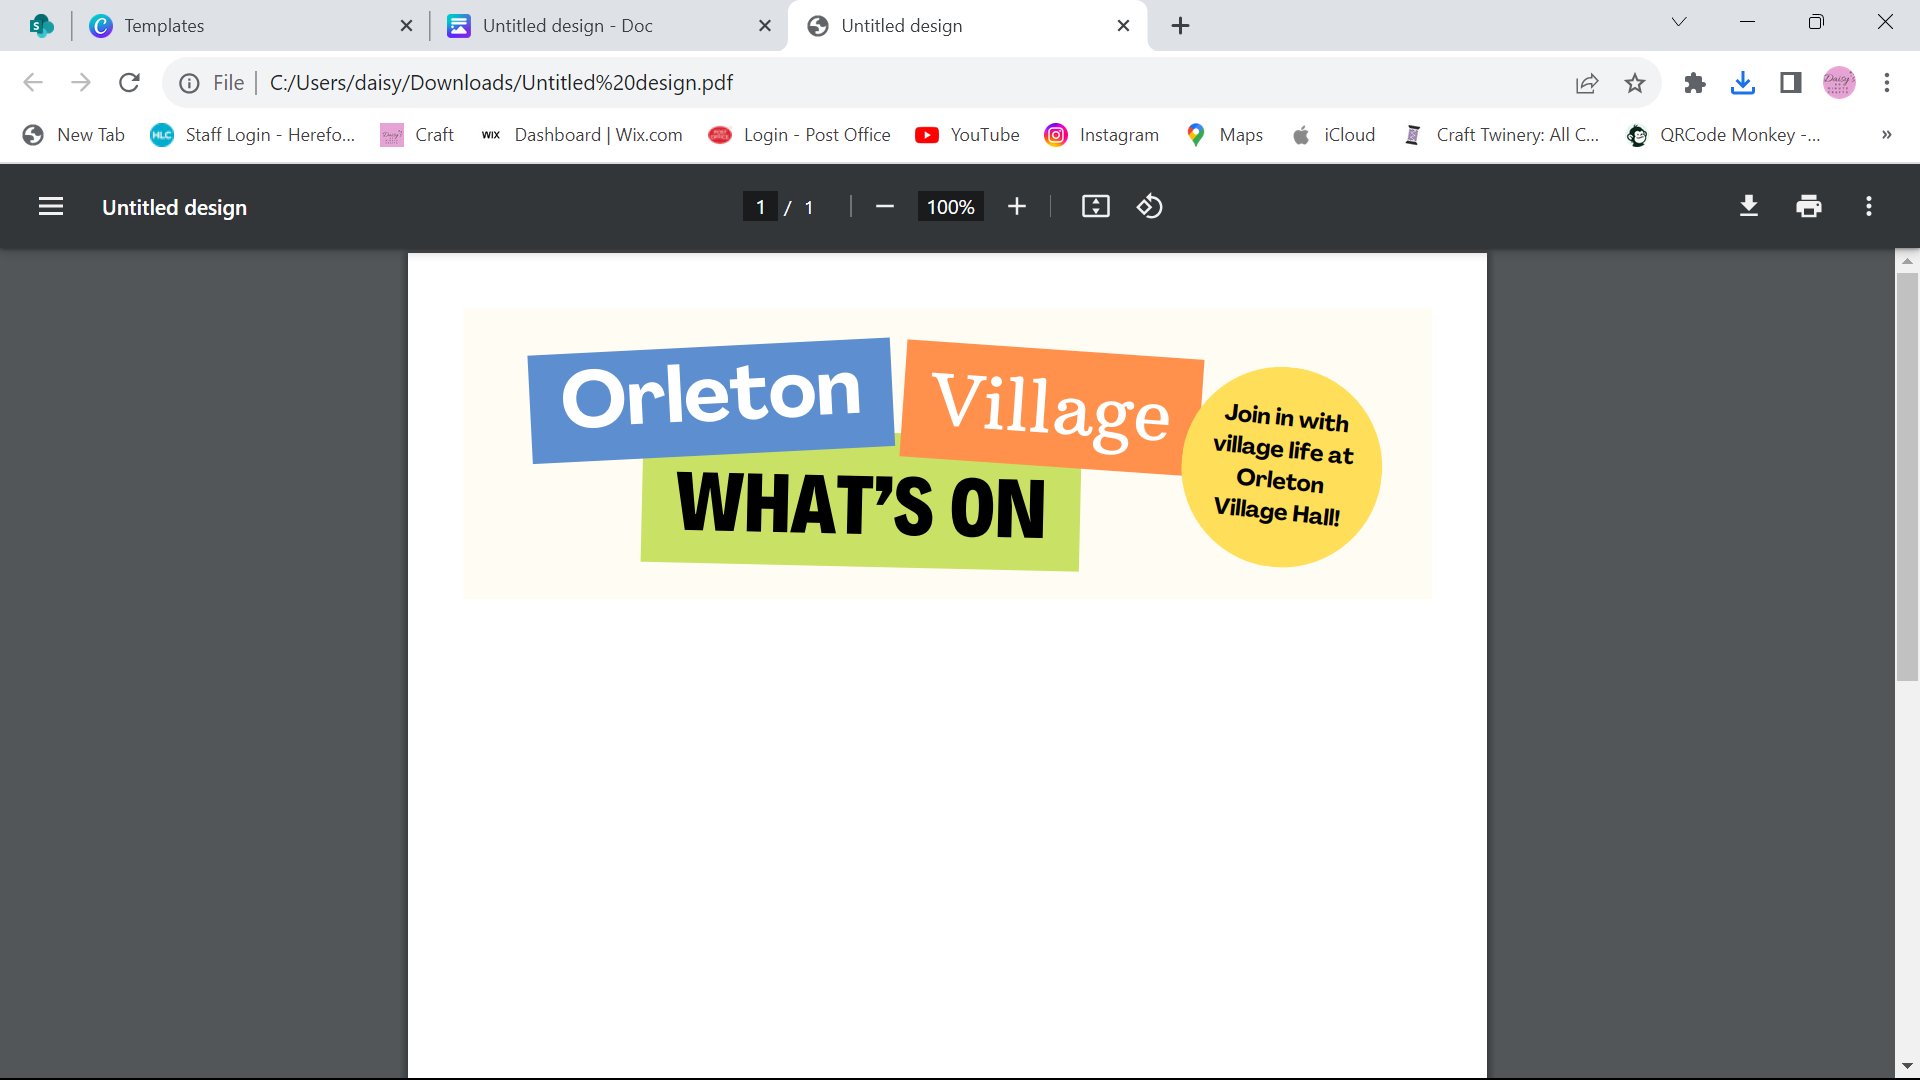 Templates
Untitled design - Doc
Untitled design
File
C:/Users/daisy/Downloads/Untitled%20design.pdf
New Tab
HLC
Staff Login - Herefo...
Craft
WIX
Dashboard | Wix.com
Login - Post Office
YouTube
Instagram
Maps
iCloud
Craft Twinery: All C...
QRCode Monkey -...
»
Untitled design
1 / 1
100%
Orleton
Village
WHAT'S ON
Join in with
village life at
Orleton
Village Hall!